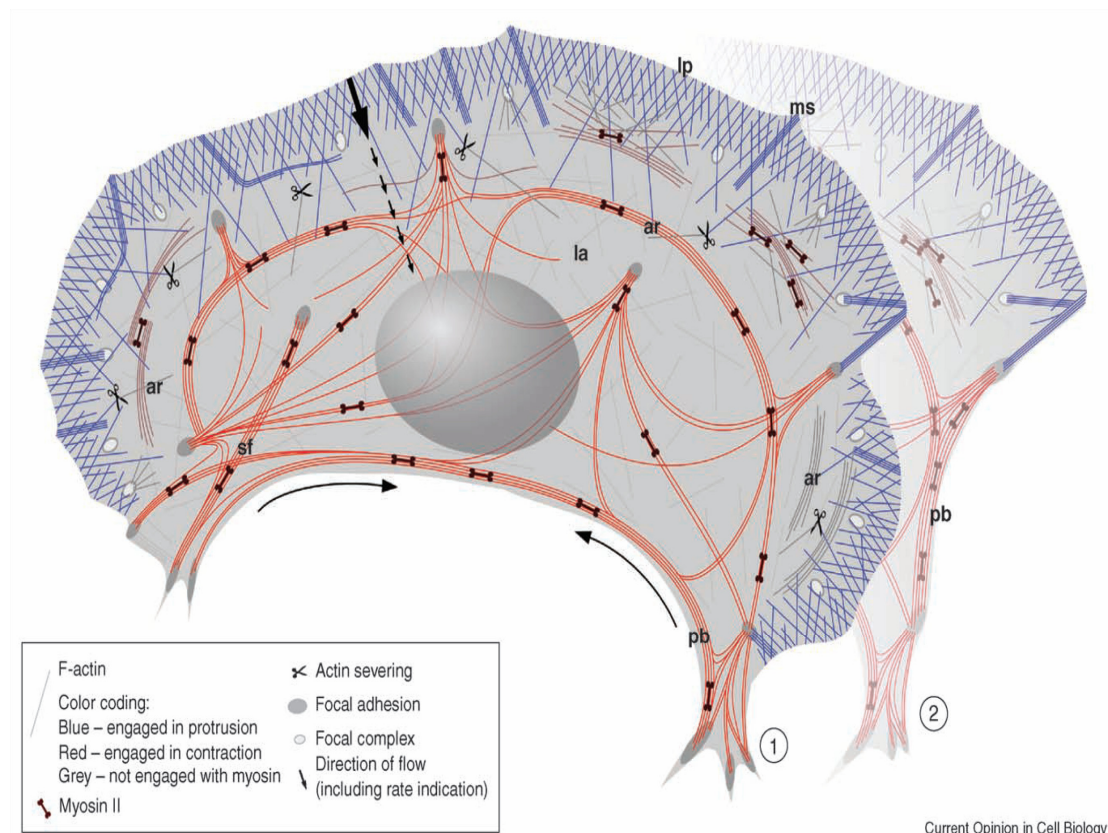 lp
ms
ar
la
ar
sf
ar
pb
pb
1
2
F-actin
Color coding:
Blue – engaged in protrusion
Red – engaged in contraction
Grey – not engaged with myosin
Myosin II
Actin severing
Focal adhesion
Focal complex
Direction of flow
(including rate indication)
Current Opinion in Cell Biology